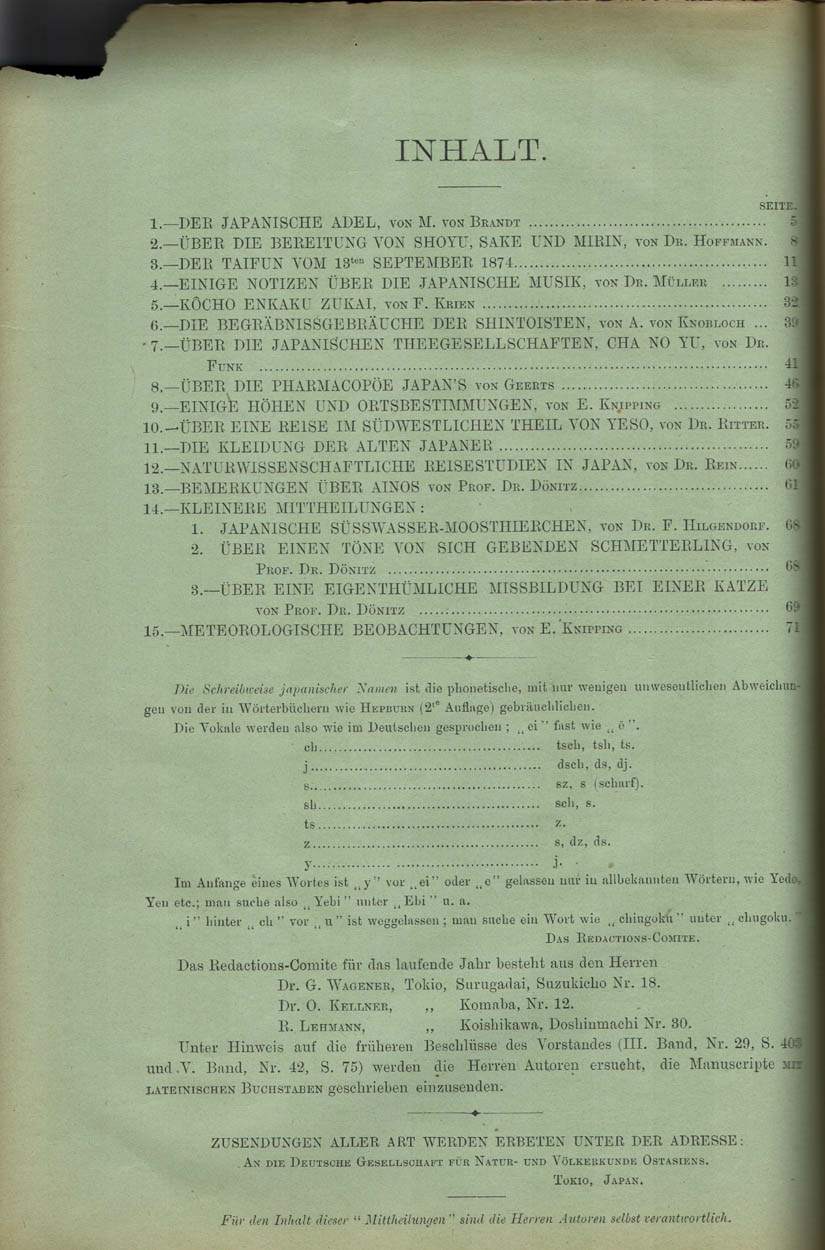 INHALT.
SEITE.
1.—DER JAPANISCHE ADEL, VON M. VON BRANDT ........ 5
2.—ÜBER DIE BEREITUNG VON SHOYU, SAKE UND MIRIN, VON DR. HOFFMANN. 8
3.—DER TAIFUN VOM 13ten SEPTEMBER 1874........ 11
4.—EINIGE NOTIZEN ÜBER DIE JAPANISCHE MUSIK, VON DR. MÜLLER ........ 13
5.—KÔCHO ENKAKU ZUKAI, VON F. KRIEN ........ 32
6.—DIE BEGRÄBNISSGEBRÄUCHE DER SHINTOISTEN, VON A. VON KNOBLOCH ... 39
7.—ÜBER DIE JAPANISCHEN THEEGESELLSCHAFTEN, CHA NO YU, VON DR.
FUNK ........ 41
8.—ÜBER DIE PHARMACOPÖE JAPAN'S VON GEERTS ........ 46
9.—EINIGE HÖHEN UND ORTSBESTIMMUNGEN, VON E. KNIPPING ........ 52
10.—ÜBER EINE REISE IM SÜDWESTLICHEN THEIL VON YESO, VON DR. RITTER. 55
11.—DIE KLEIDUNG DER ALTEN JAPANER ........ 59
12.—NATURWISSENSCHAFTLICHE REISESTUDIEN IN JAPAN, VON DR. REIN...... 60
13.—BEMERKUNGEN ÜBER AINOS VON PROF. DR. DÖNITZ........ 61
14.—KLEINERE MITTHEILUNGEN:
1. JAPANISCHE SÜSSWASSER-MOOSTHIERCHEN, VON DR. F. HILGENDORF. 68
2. ÜBER EINEN TÖNE VON SICH GEBENDEN SCHMETTERLING, VON
PROF. DR. DÖNITZ ........ 68
3.—ÜBER EINE EIGENTHÜMLICHE MISSBILDUNG BEI EINER KATZE
VON PROF. DR. DÖNITZ ........ 69
15.—METEOROLOGISCHE BEOBACHTUNGEN, VON E. KNIPPING ........ 71
Die Schreibweise japanischer Namen ist die phonetische, mit nur wenigen unwesentlichen Abweichun-
gen von der in Wörterbüchern wie HEPBURN (2te Auflage) gebräuchlichen.
Die Vokale werden also wie im Deutschen gesprochen ; „ ei ” fast wie „ ê ”.
ch........ tsch, tsh, ts.
j........ dsch, ds, dj.
s........ sz, s (scharf).
sh........ sch, s.
ts........ z.
z........ s, dz, ds.
y........ j.
Im Anfange eines Wortes ist „ y ” vor „ ei ” oder „ e ” gelassen nur in allbekannten Wörtern, wie Yedo,
Yen etc.; man suche also „ Yebi ” unter „ Ebi ” u. a.
„ i ” hinter „ ch ” vor „ u ” ist weggelassen ; man suche ein Wort wie „ chiugoku ” unter „ chugoku. ”
DAS REDACTIONS-COMITE.
Das Redactions-Comite für das laufende Jahr besteht aus den Herren
Dr. G. WAGENER, Tokio, Surugadai, Suzukicho Nr. 18.
Dr. O. KELLNER, „ Komaba, Nr. 12.
R. LEHMANN, „ Koishikawa, Doshinmachi Nr. 30.
Unter Hinweis auf die früheren Beschlüsse des Vorstandes (III. Band, Nr. 29, S. 403
und V. Band, Nr. 42, S. 75) werden die Herren Autoren ersucht, die Manuscripte MIT
LATEINISCHEN BUCHSTABEN geschrieben einzusenden.
ZUSENDUNGEN ALLER ART WERDEN ERBETEN UNTER DER ADRESSE:
AN DIE DEUTSCHE GESELLSCHAFT FÜR NATUR- UND VÖLKERKUNDE OSTASIENS.
TOKIO, JAPAN.
Für den Inhalt dieser “ Mittheilungen ” sind die Herren Autoren selbst verantwortlich.